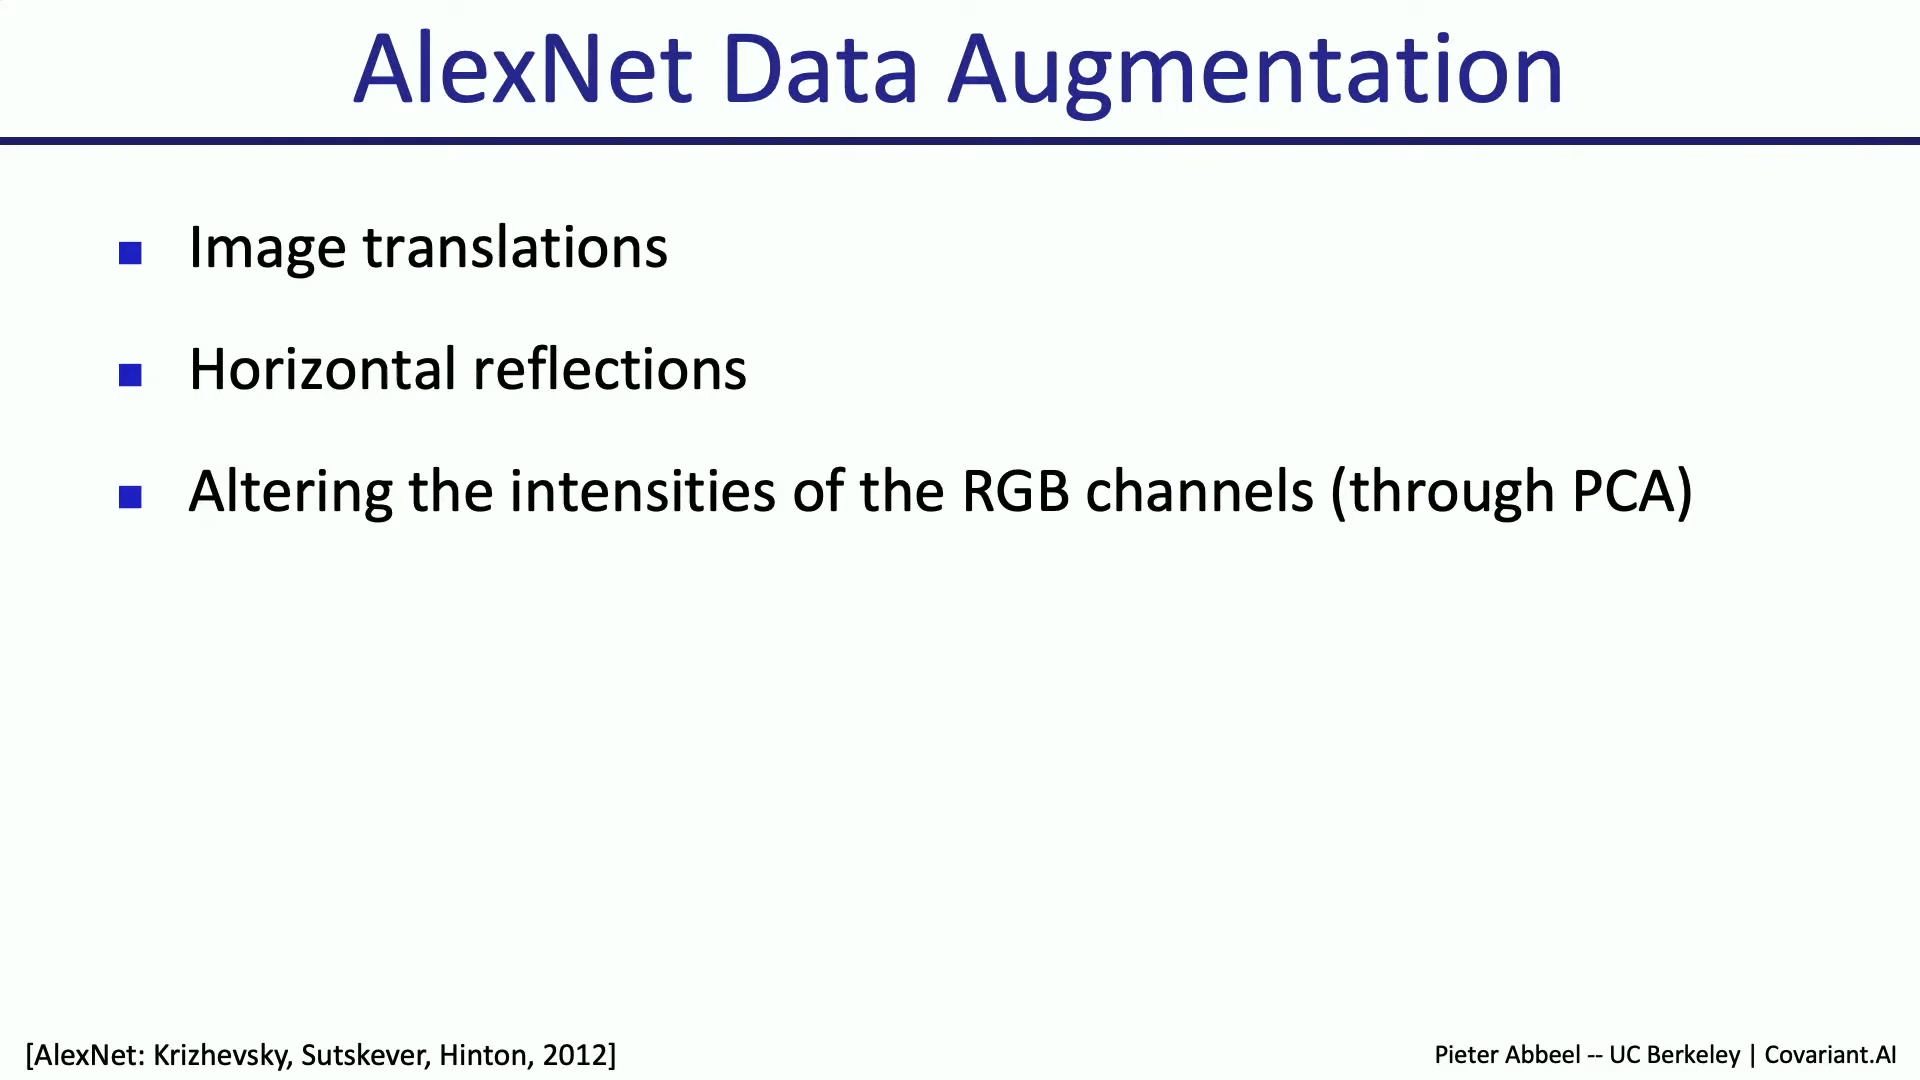 AlexNet Data Augmentation
Image translations
Horizontal reflections
Altering the intensities of the RGB channels (through PCA)
[AlexNet: Krizhevsky, Sutskever, Hinton, 2012]
Pieter Abbeel -- UC Berkeley | Covariant.AI